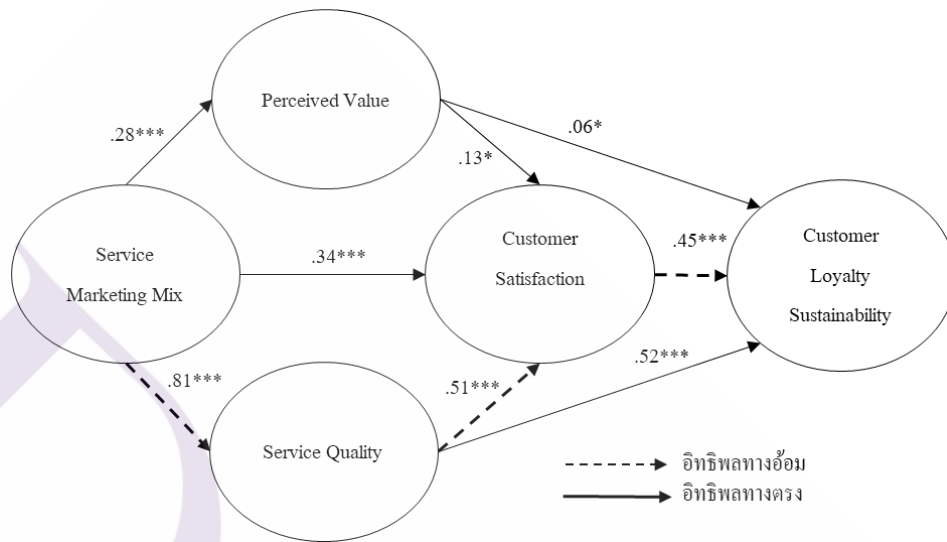 Perceived Value
.28***
.06*
.13*
Service
Marketing Mix
.34***
Customer
Satisfaction
.45***
Customer
Loyalty
Sustainability
.81***
.51***
.52***
Service Quality
อิทธิพลทางอ้อม
อิทธิพลทางตรง